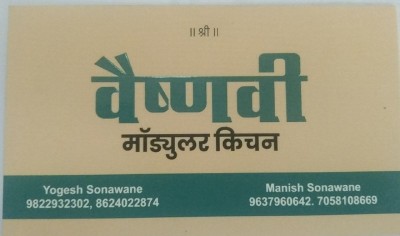 ॥ श्री ॥
वैष्णवी
मॉड्युलर किचन
Yogesh Sonawane
9822932302, 8624022874
Manish Sonawane
9637960642. 7058108669